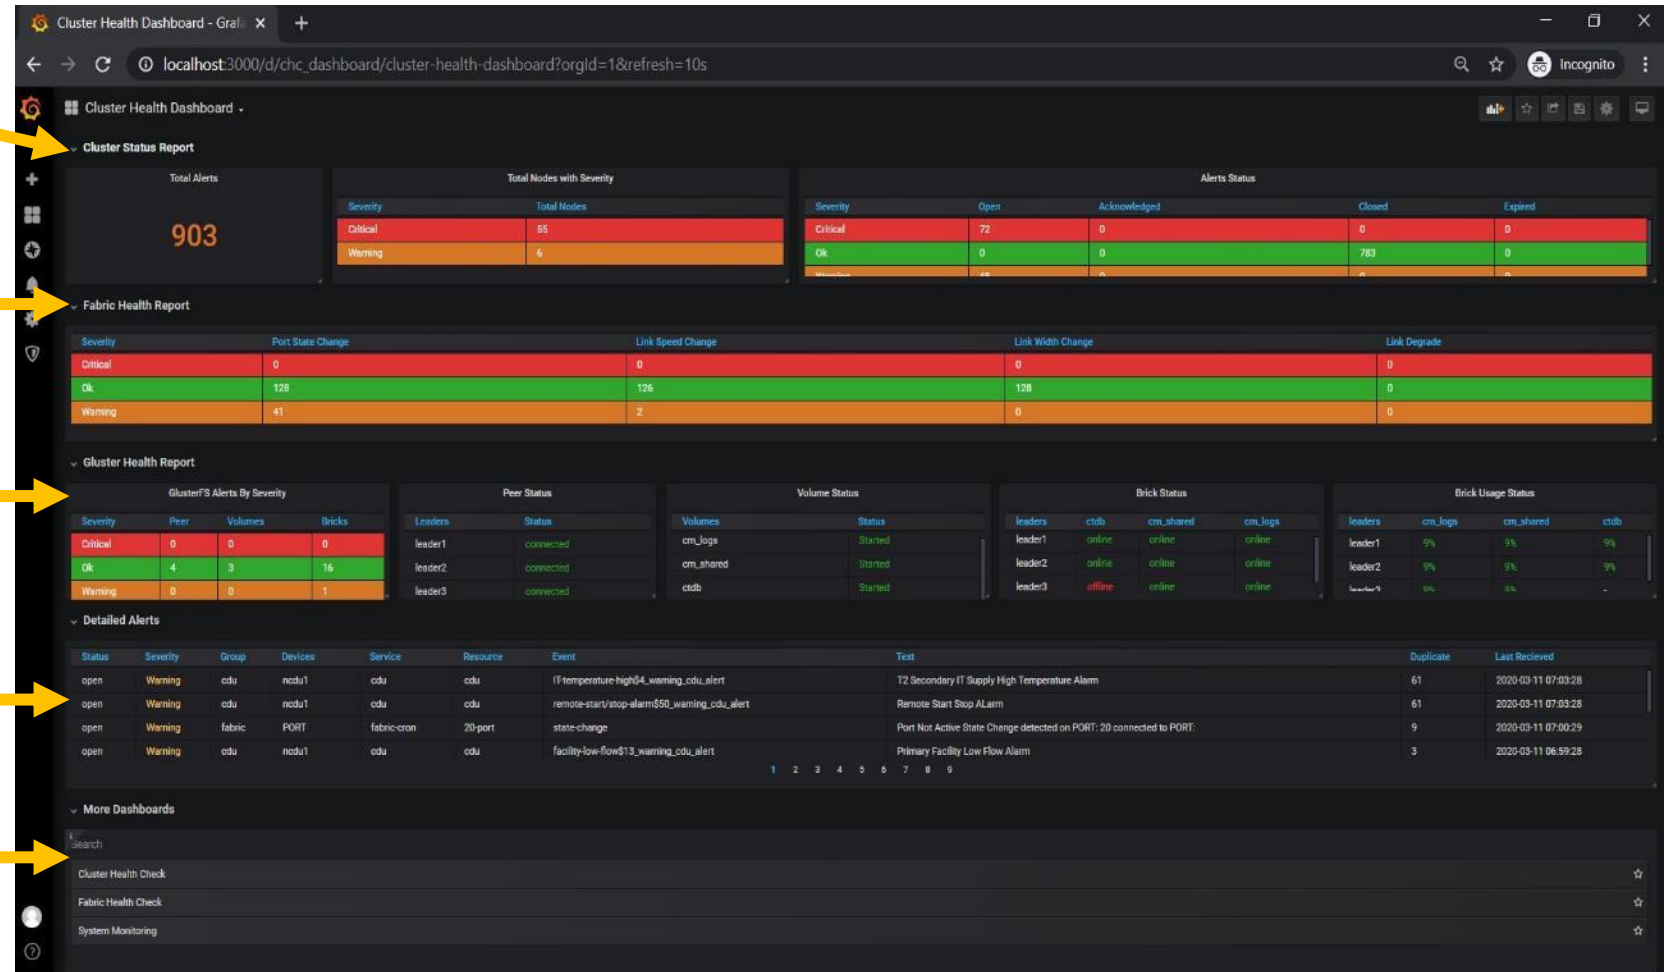 Cluster Health Dashboard - Graf
localhost:3000/d/chc_dashboard/cluster-health-dashboard?orgId=1&refresh=10s
Incognito
Cluster Health Dashboard
Cluster Status Report
Total Alerts
903
Total Nodes with Severity
Severity Total Nodes
Critical 55
Warning 6
Alerts Status
Severity Open Acknowledged Closed Expired
Critical 72 0 0 0
Ok 0 0 783 0
Warning 45 0 0 0
Fabric Health Report
Severity Port State Change Link Speed Change Link Width Change Link Degrade
Critical 0 0 0 0
Ok 128 126 128 0
Warning 41 2 0 0
Gluster Health Report
GlusterFS Alerts By Severity
Severity Peer Volumes Bricks
Critical 0 0 0
Ok 4 3 16
Warning 0 0 1
Peer Status
Leaders Status
leader1 connected
leader2 connected
leader3 connected
Volume Status
Volumes Status
cm_logs Started
cm_shared Started
ctdb Started
Brick Status
leaders ctdb cm_shared cm_logs
leader1 online online online
leader2 online online online
leader3 offline online online
Brick Usage Status
leaders cm_logs cm_shared ctdb
leader1 9% 9% 9%
leader2 9% 9% 9%
leader3 9% 9% -
Detailed Alerts
Status Severity Group Devices Service Resource Event Text Duplicate Last Recieved
open Warning cdu ncdu1 cdu cdu IT-temperature-high$4_warning_cdu_alert T2 Secondary IT Supply High Temperature Alarm 61 2020-03-11 07:03:28
open Warning cdu ncdu1 cdu cdu remote-start/stop-alarm$50_warning_cdu_alert Remote Start Stop ALarm 61 2020-03-11 07:03:28
open Warning fabric PORT fabric-cron 20-port state-change Port Not Active State Change detected on PORT: 20 connected to PORT: 9 2020-03-11 07:00:29
open Warning cdu ncdu1 cdu cdu facility-low-flow$13_warning_cdu_alert Primary Facility Low Flow Alarm 3 2020-03-11 06:59:28
1 2 3 4 5 6 7 8 9
More Dashboards
Search
Cluster Health Check
Fabric Health Check
System Monitoring